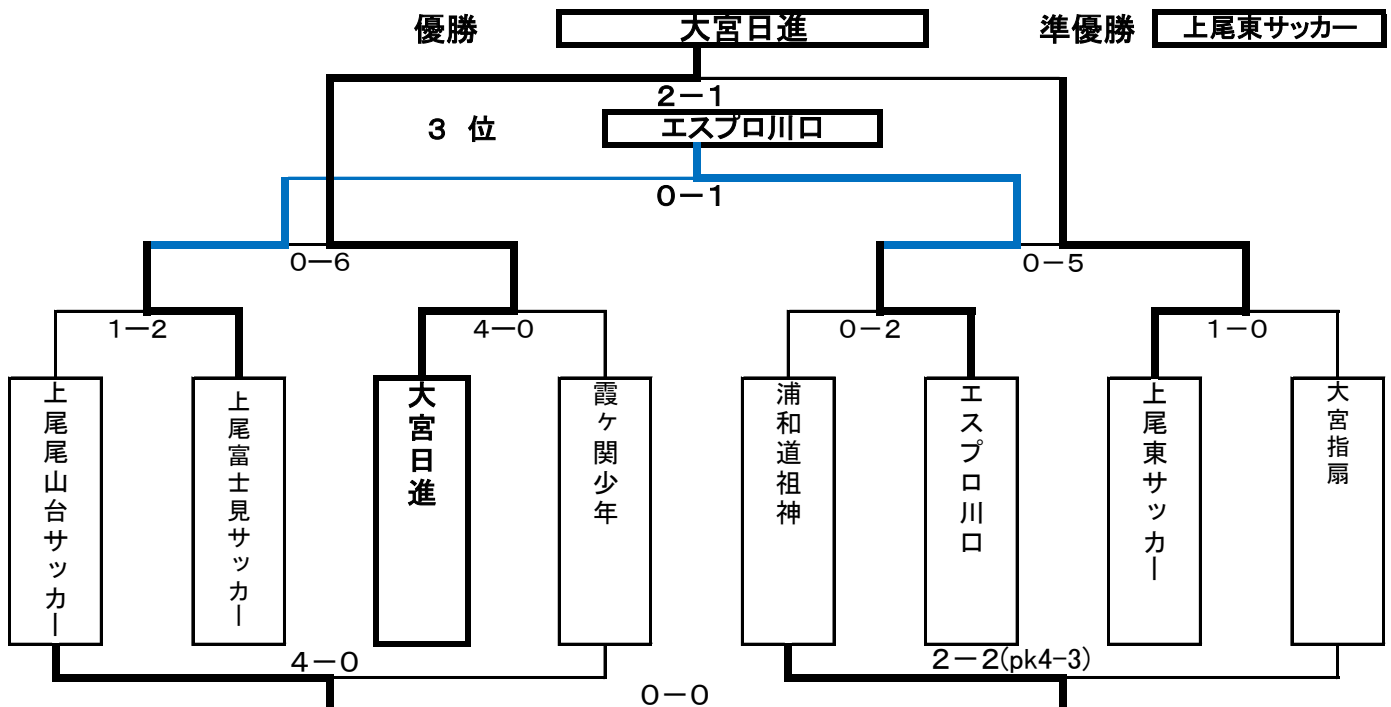 優勝 大宮日進 準優勝 上尾東サッカー
2－1
3 位 エスプロ川口
0－1
0－6 0－5
1－2 4－0 0－2 1－0
上尾尾山台サッカー
上尾富士見サッカー
大宮日進
霞ヶ関少年
浦和道祖神
エスプロ川口
上尾東サッカー
大宮指扇
4－0 2－2(pk4-3)
0－0